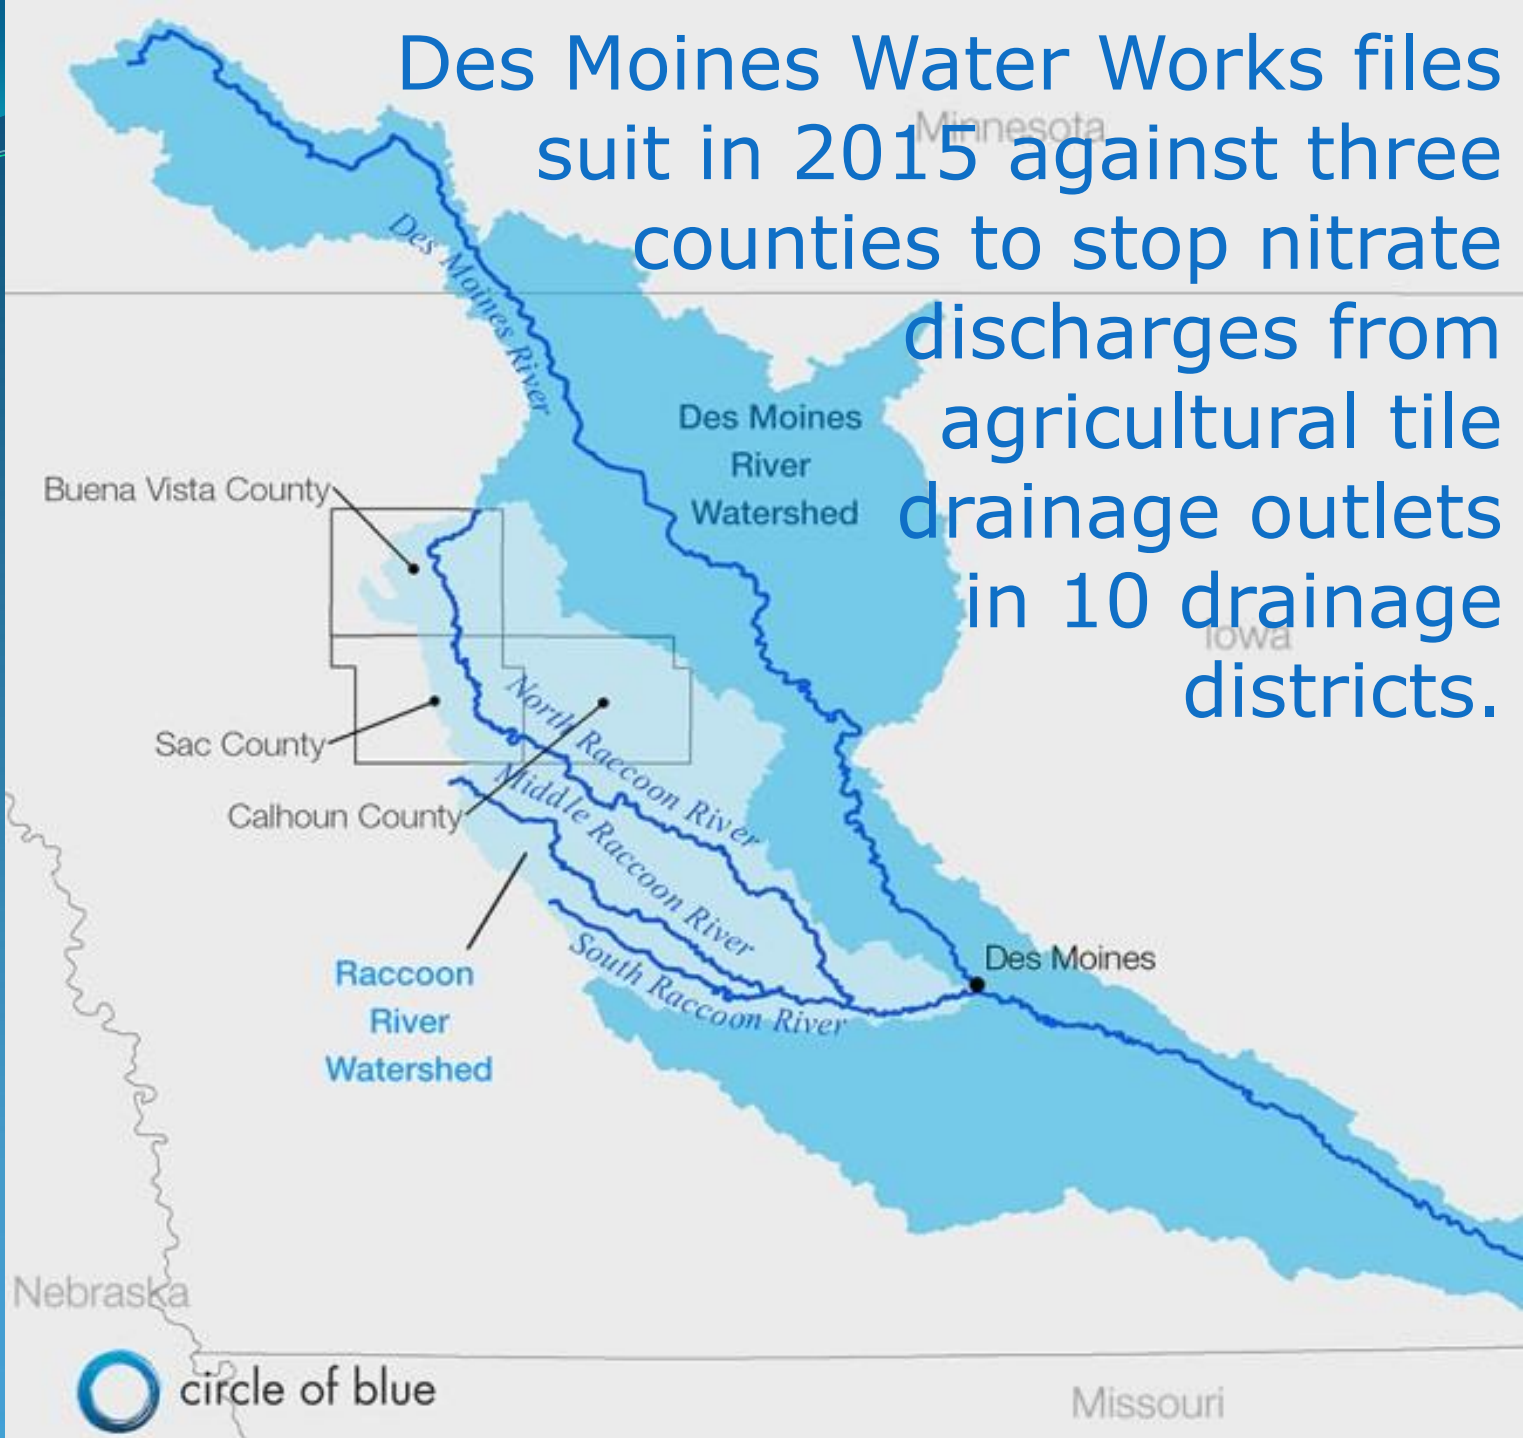 Des Moines Water Works files
suit in 2015 against three
counties to stop nitrate
discharges from
agricultural tile
drainage outlets
in 10 drainage
districts.
Minnesota
Des Moines River
Des Moines
River
Watershed
Buena Vista County
Iowa
North Raccoon River
Sac County
Middle Raccoon River
Calhoun County
South Raccoon River
Des Moines
Raccoon
River
Watershed
Nebraska
circle of blue
Missouri